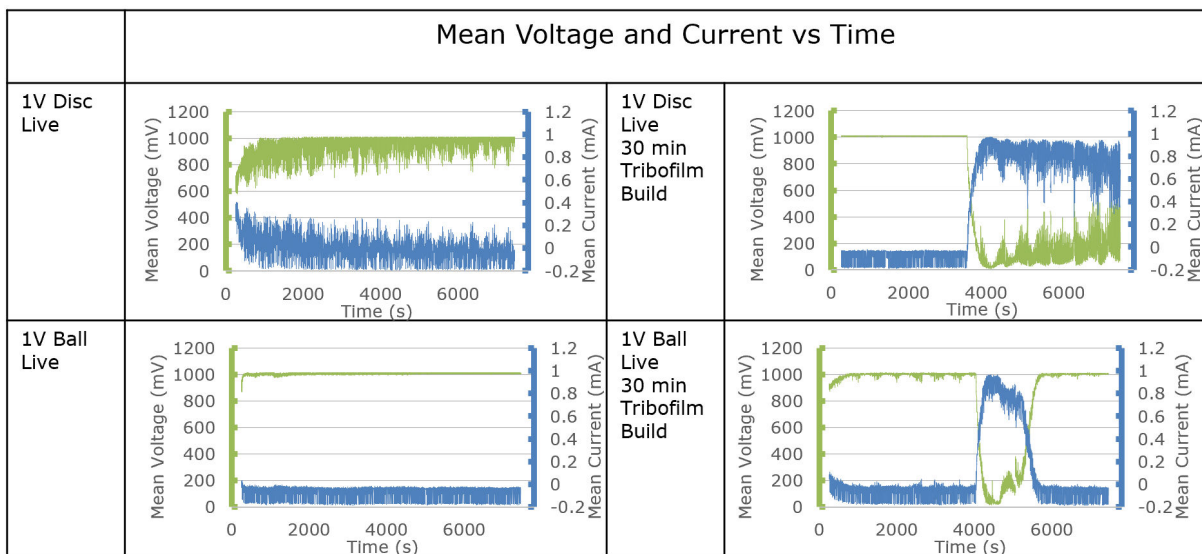 Mean Voltage and Current vs Time
1V Disc
Live
Mean Voltage (mV)
1200
1000
800
600
400
200
0
0 2000 4000 6000
Time (s)
1.2
1
0.8
0.6
0.4
0.2
0
-0.2
Mean Current (mA)
1V Disc
Live
30 min
Tribofilm
Build
Mean Voltage (mV)
1200
1000
800
600
400
200
0
0 2000 4000 6000
Time (s)
1.2
1
0.8
0.6
0.4
0.2
0
-0.2
Mean Current (mA)
1V Ball
Live
Mean Voltage (mV)
1200
1000
800
600
400
200
0
0 2000 4000 6000
Time (s)
1.2
1
0.8
0.6
0.4
0.2
0
-0.2
Mean Current (mA)
1V Ball
Live
30 min
Tribofilm
Build
Mean Voltage (mV)
1200
1000
800
600
400
200
0
0 2000 4000 6000
Time (s)
1.2
1
0.8
0.6
0.4
0.2
0
-0.2
Mean Current (mA)